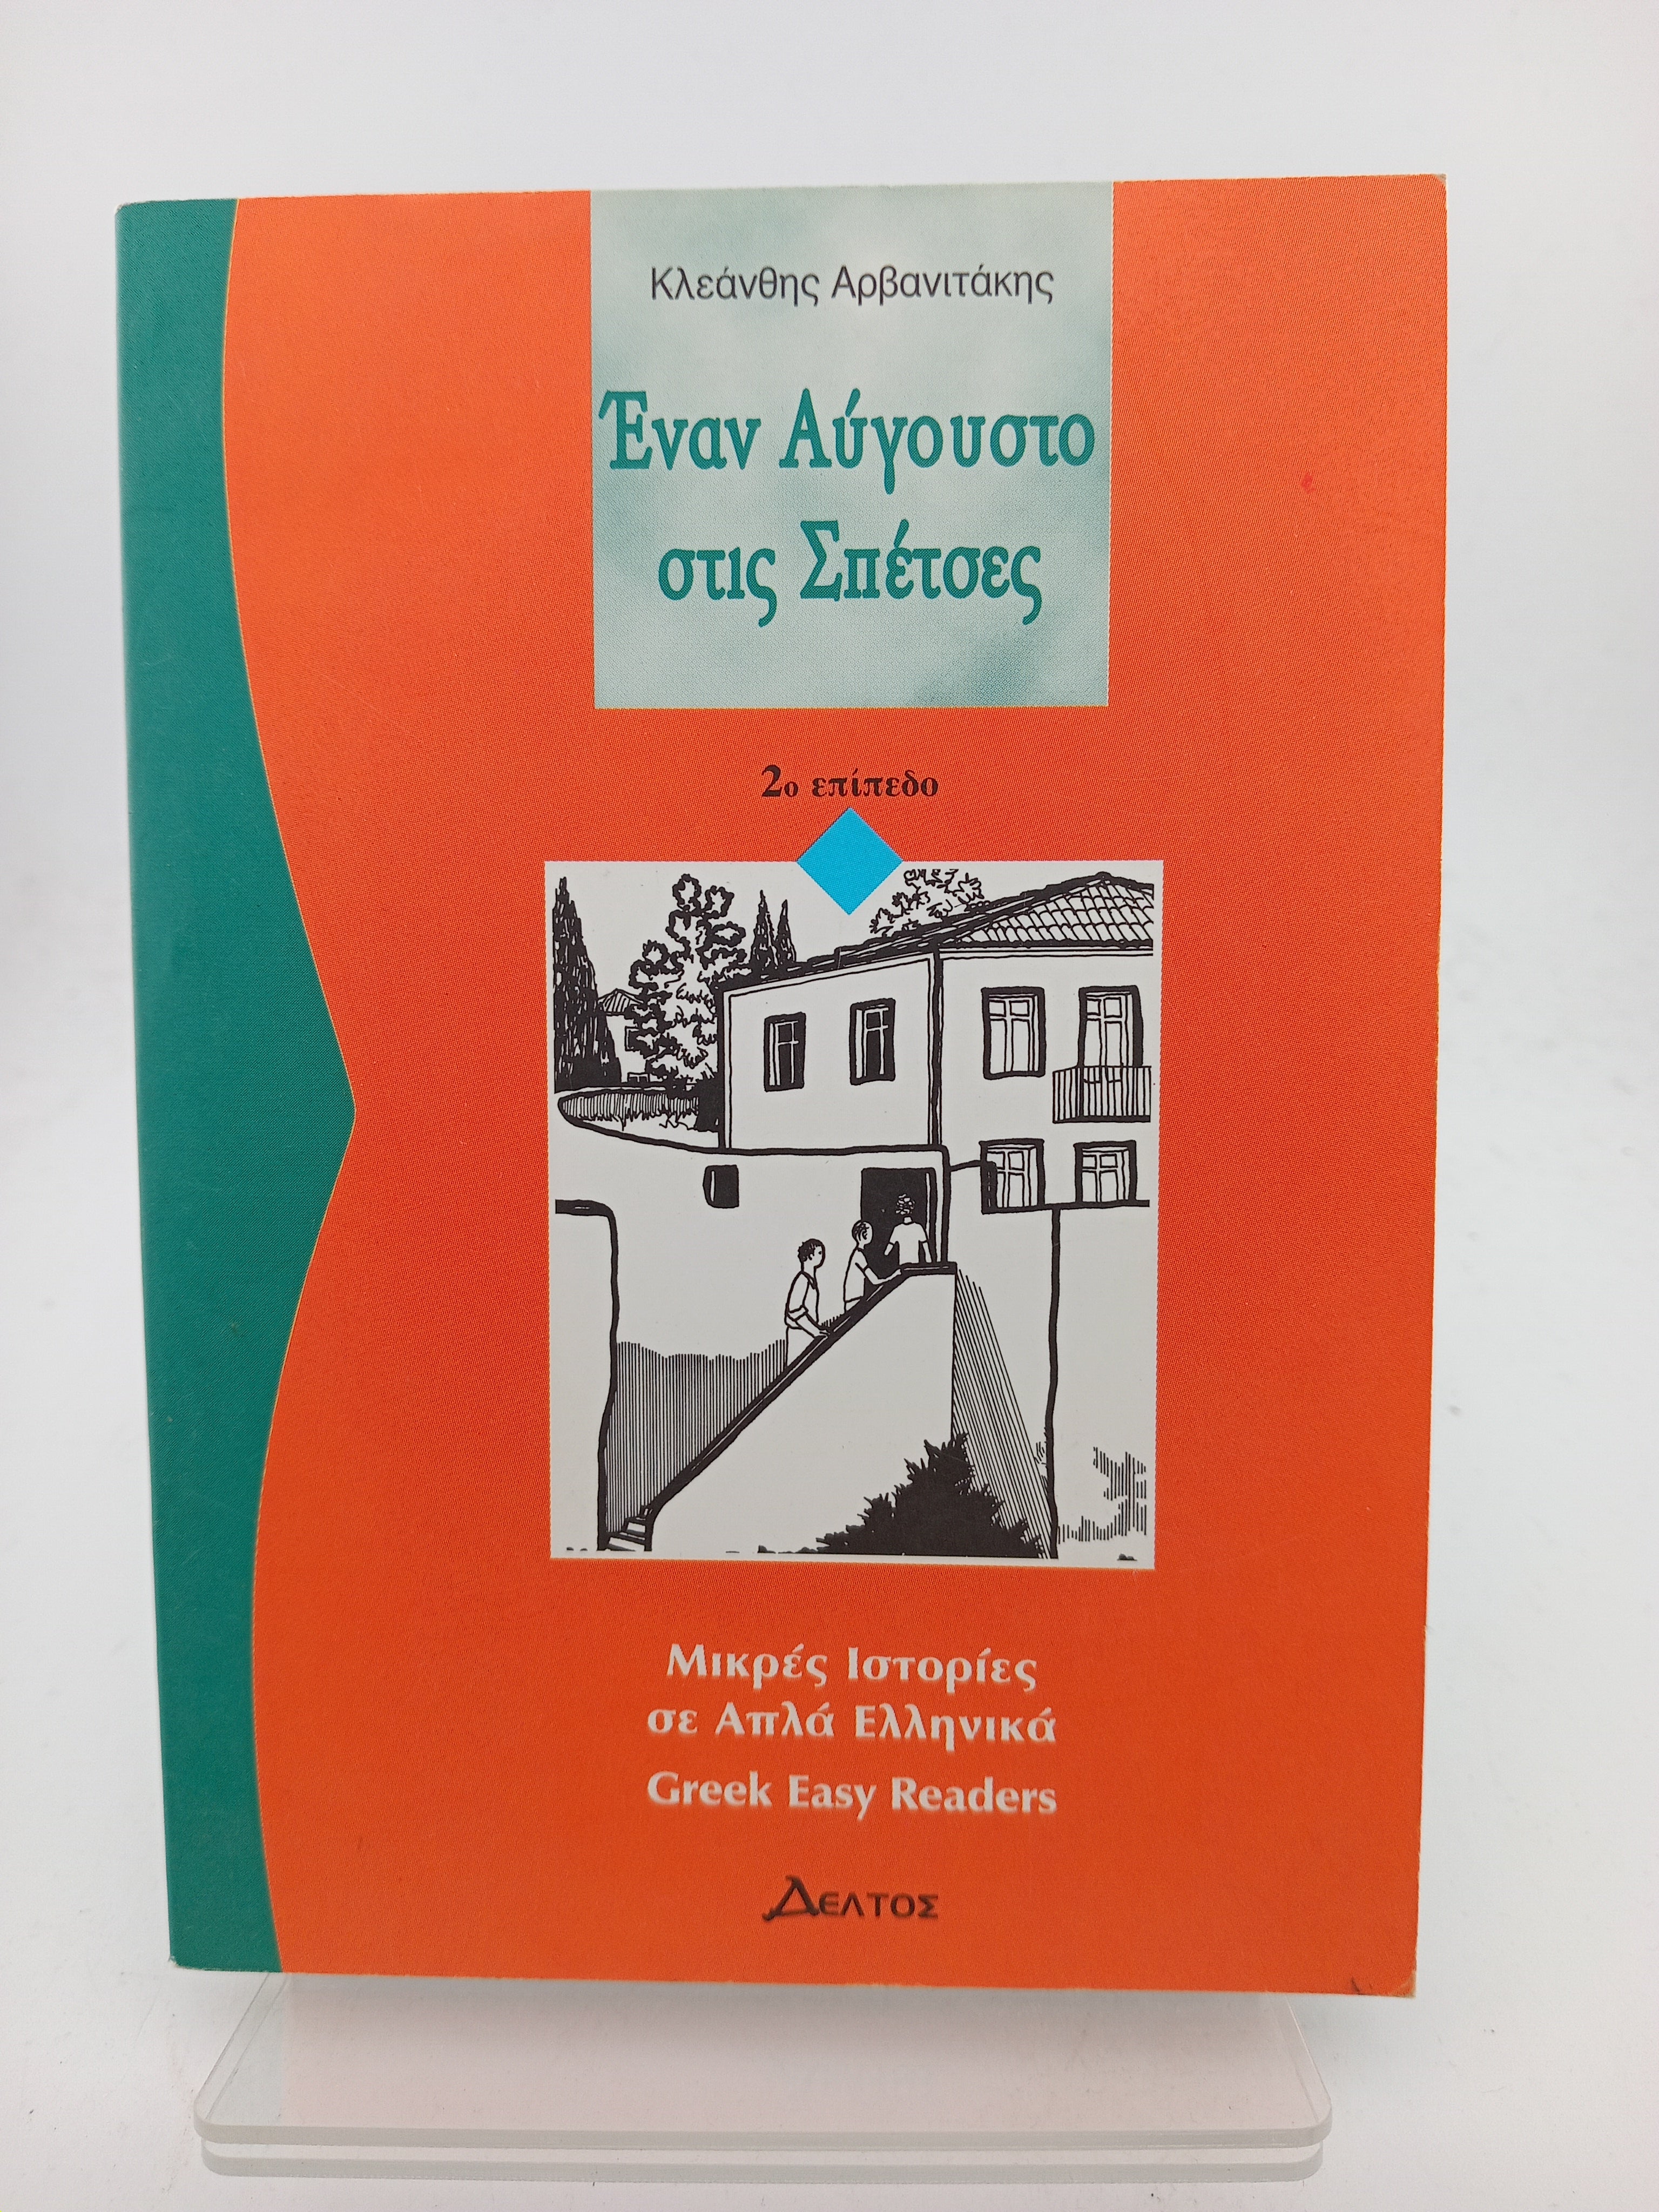 Κλεάνθης Αρβανιτάκης
Έναν Αύγουστο
στις Σπέτσες
2ο επίπεδο
Μικρές Ιστορίες
σε Απλά Ελληνικά
Greek Easy Readers
ΔΕΛΤΟΣ